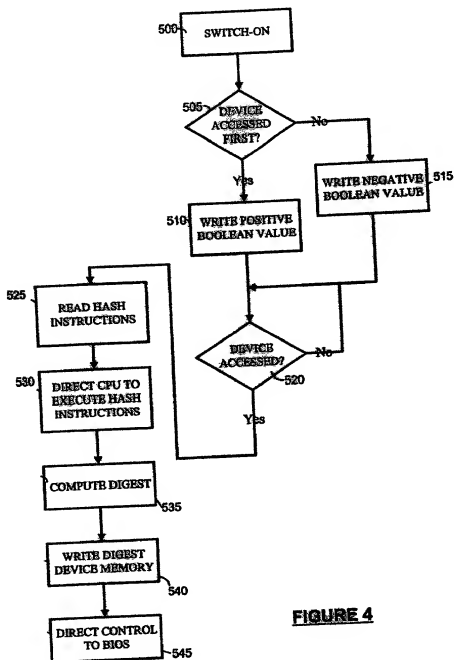 500
SWITCH-ON
505
DEVICE
ACCESSED
FIRST?
No
Yes
510
WRITE POSITIVE
BOOLEAN VALUE
WRITE NEGATIVE
BOOLEAN VALUE
515
525
READ HASH
INSTRUCTIONS
DEVICE
ACCESSED?
No
520
Yes
530
DIRECT CPU TO
EXECUTE HASH
INSTRUCTIONS
COMPUTE DIGEST
535
WRITE DIGEST
DEVICE MEMORY
540
DIRECT CONTROL
TO BIOS
545
FIGURE 4